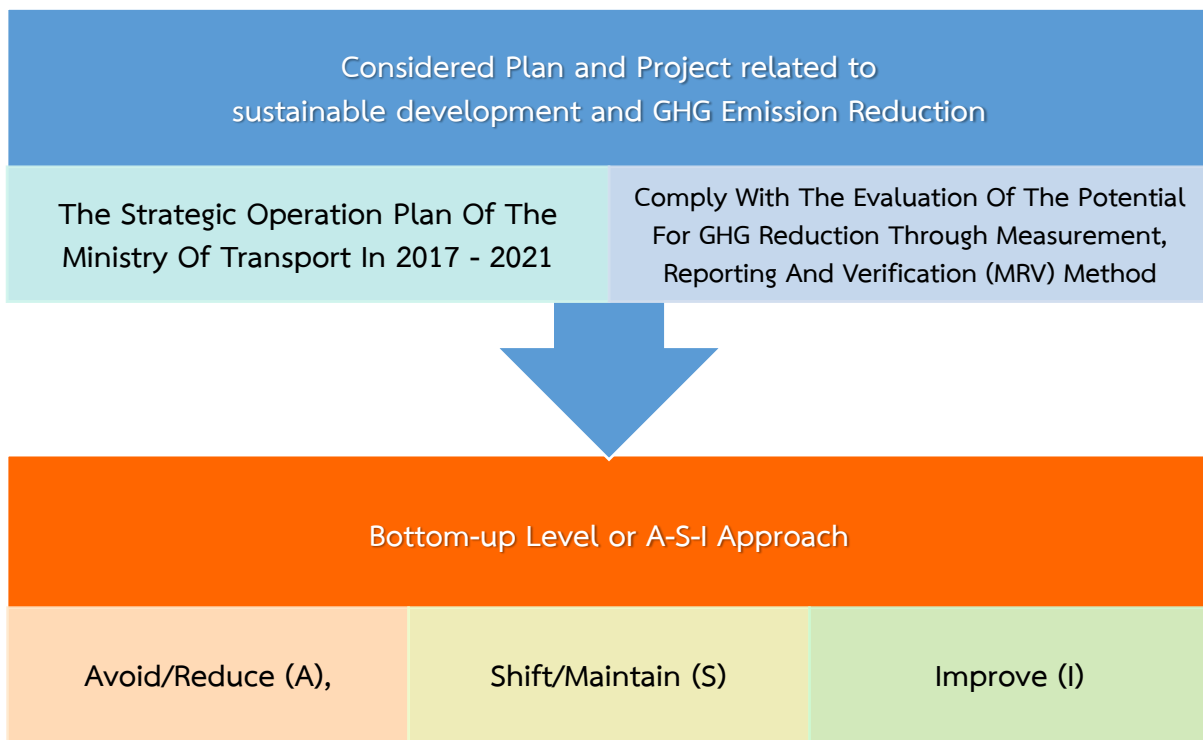 Considered Plan and Project related to
sustainable development and GHG Emission Reduction
The Strategic Operation Plan Of The
Ministry Of Transport In 2017 - 2021
Comply With The Evaluation Of The Potential
For GHG Reduction Through Measurement,
Reporting And Verification (MRV) Method
Bottom-up Level or A-S-I Approach
Avoid/Reduce (A),
Shift/Maintain (S)
Improve (I)